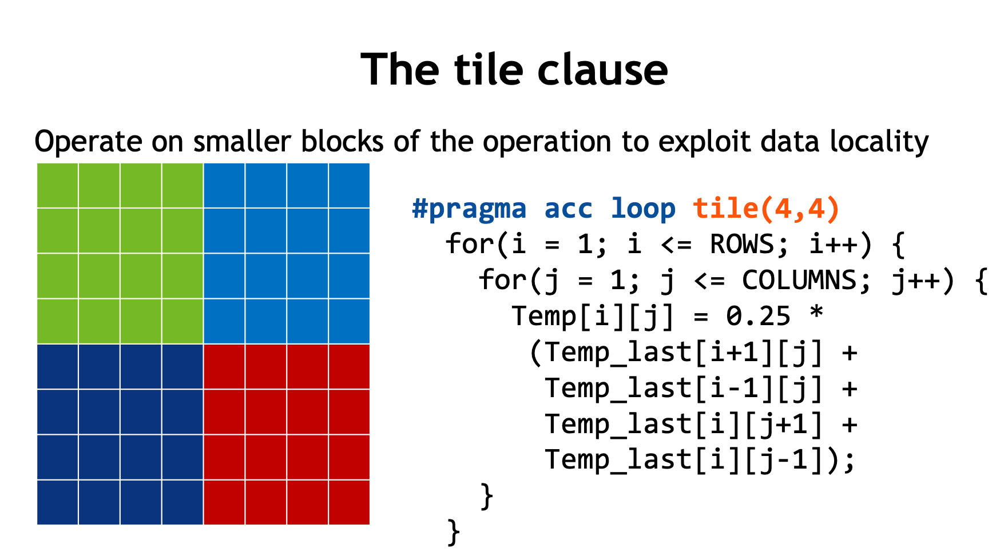 The tile clause
Operate on smaller blocks of the operation to exploit data locality
#pragma acc loop tile(4,4)
for(i = 1; i <= ROWS; i++) {
for(j = 1; j <= COLUMNS; j++) {
Temp[i][j] = 0.25 *
(Temp_last[i+1][j] +
Temp_last[i-1][j] +
Temp_last[i][j+1] +
Temp_last[i][j-1]);
}
}